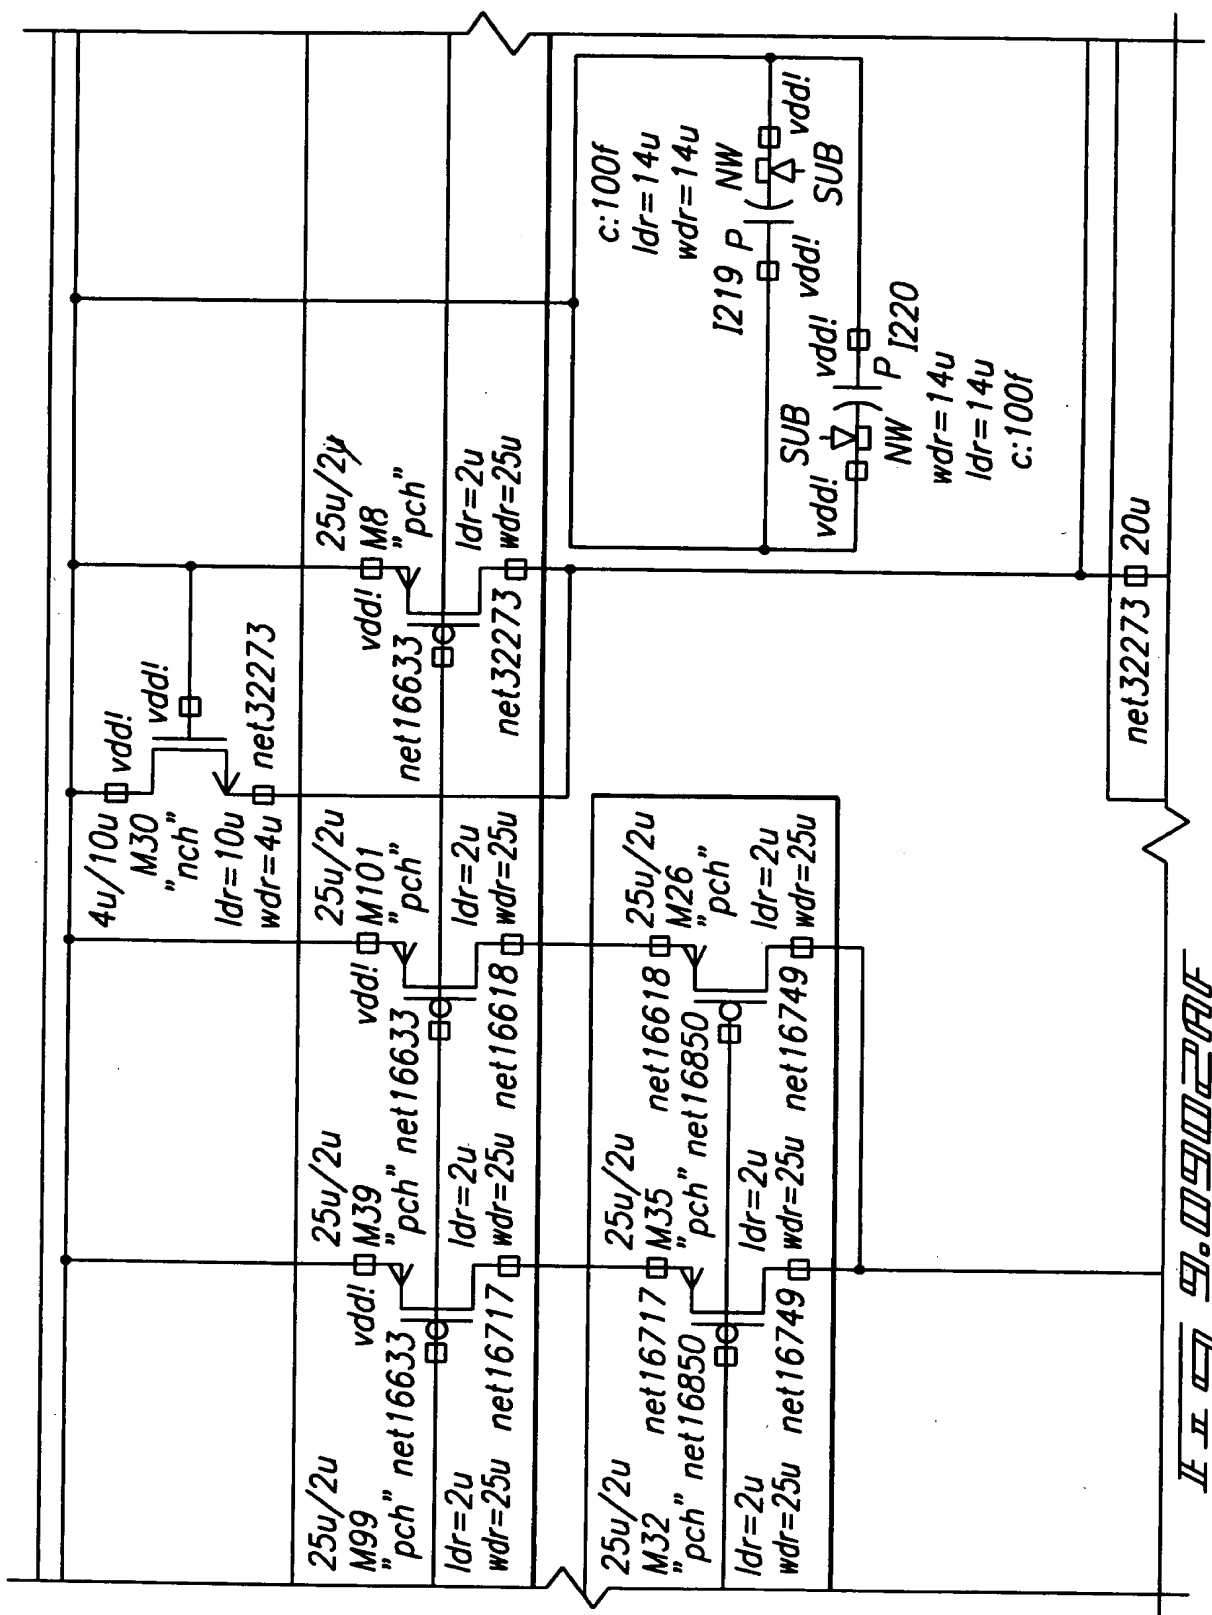 4u/10u
M30
"nch"
ldr=10u
wdr=4u
vdd!
vdd!
net32273
25u/2u
M99
"pch"
ldr=2u
wdr=25u
vdd!
net16633
net16717
25u/2u
M39
"pch"
ldr=2u
wdr=25u
vdd!
net16633
net16618
25u/2u
M101
"pch"
ldr=2u
wdr=25u
vdd!
net16633
net32273
25u/2u
M8
"pch"
ldr=2u
wdr=25u
25u/2u
M32
"pch"
ldr=2u
wdr=25u
net16717
net16850
net16749
25u/2u
M35
"pch"
ldr=2u
wdr=25u
net16618
net16850
net16749
25u/2u
M26
"pch"
ldr=2u
wdr=25u
c:100f
ldr=14u
wdr=14u
I219 P NW
vdd!
vdd!
SUB
SUB
vdd!
vdd!
NW P I220
wdr=14u
ldr=14u
c:100f
net32273 20u
FIG 9.0902AF